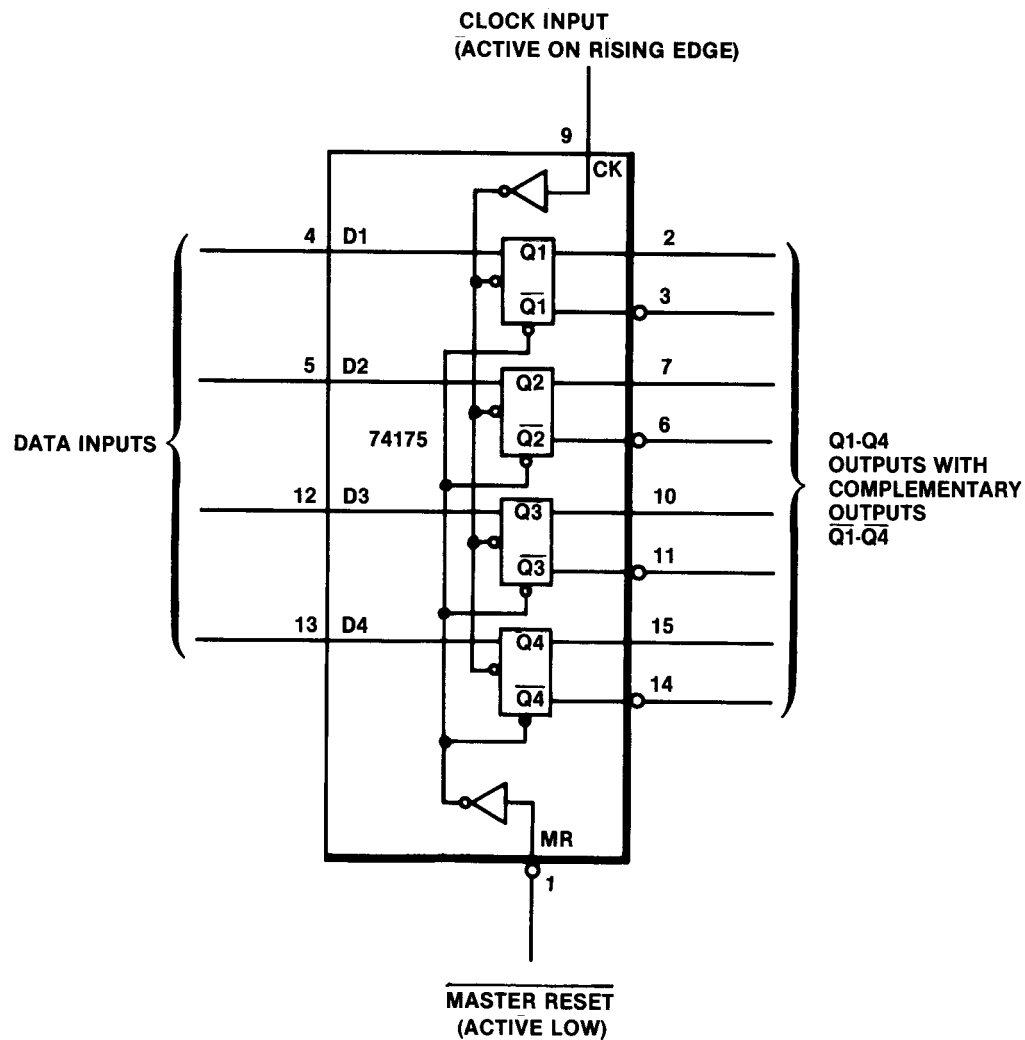 CLOCK INPUT
(ACTIVE ON RISING EDGE)
9
CK
4 D1 Q1 2
Q̅1̅ 3
5 D2 Q2 7
DATA INPUTS
74175
Q̅2̅ 6
Q1-Q4
OUTPUTS WITH
COMPLEMENTARY
OUTPUTS
Q̅1̅-Q̅4̅
12 D3 Q3 10
Q̅3̅ 11
13 D4 Q4 15
Q̅4̅ 14
MR
1
MASTER RESET
(ACTIVE LOW)